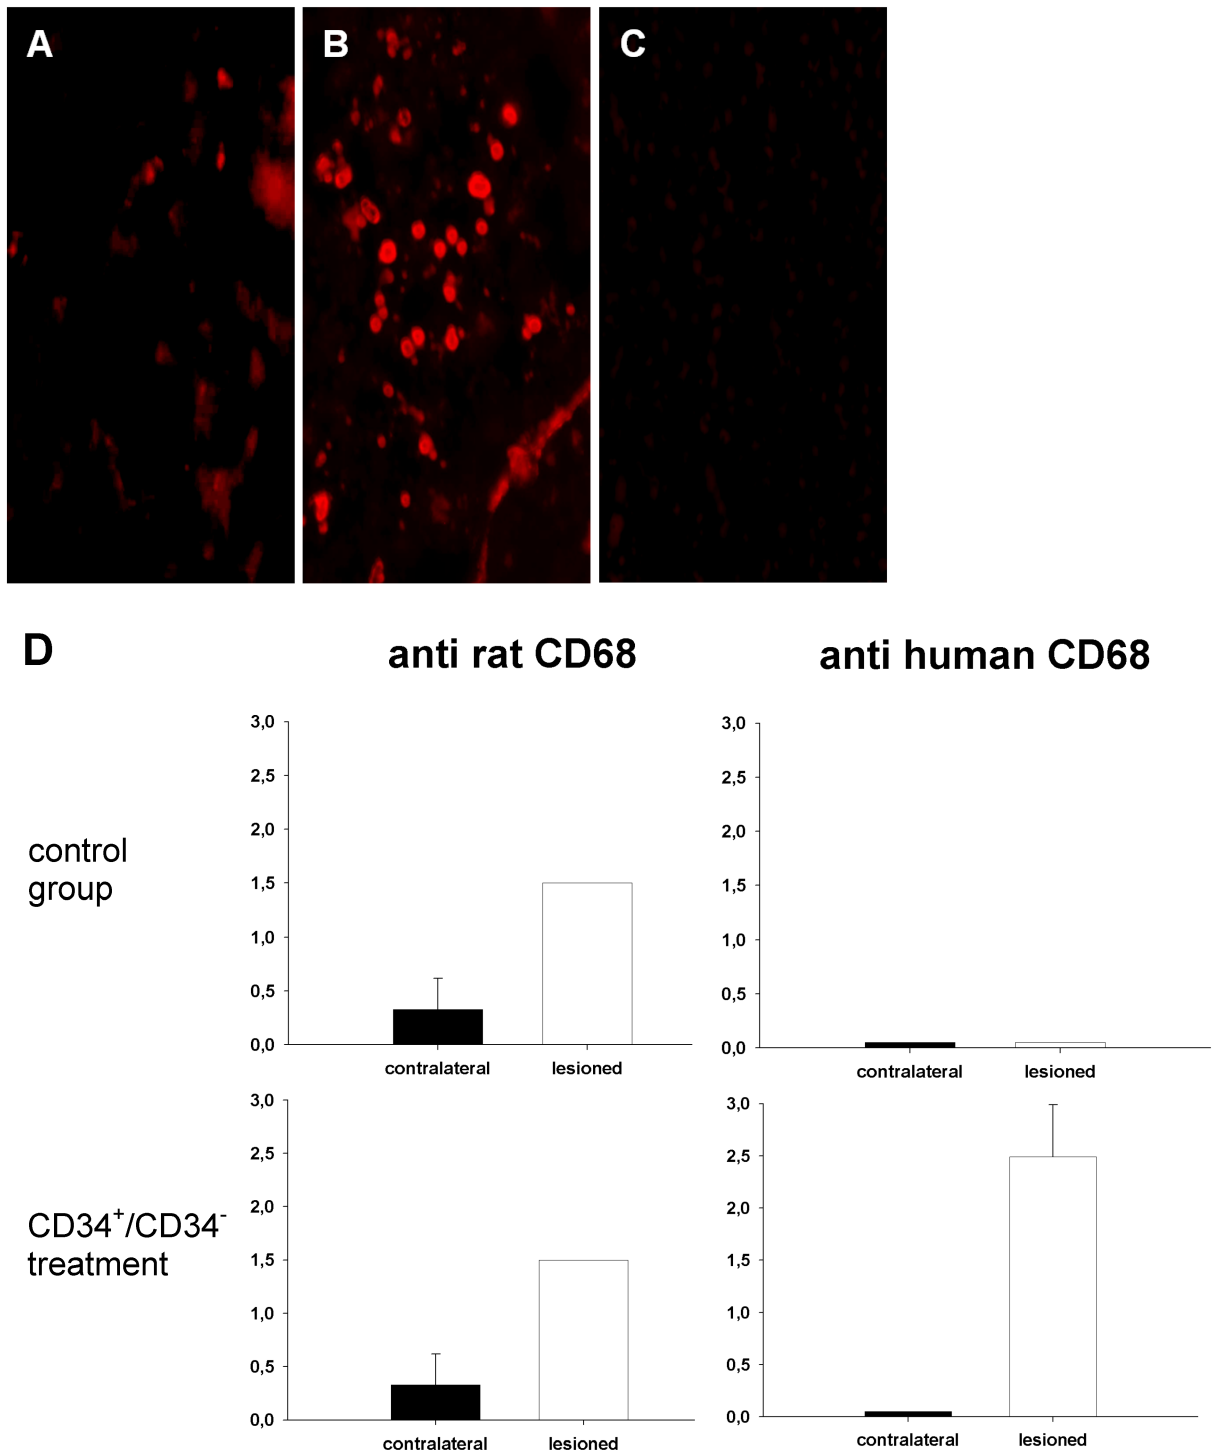 A B C
D
anti rat CD68 anti human CD68
control
group
3,0
2,5
2,0
1,5
1,0
0,5
0,0
contralateral lesioned
3,0
2,5
2,0
1,5
1,0
0,5
0,0
contralateral lesioned
CD34⁺/CD34⁻
treatment
3,0
2,5
2,0
1,5
1,0
0,5
0,0
contralateral lesioned
3,0
2,5
2,0
1,5
1,0
0,5
0,0
contralateral lesioned